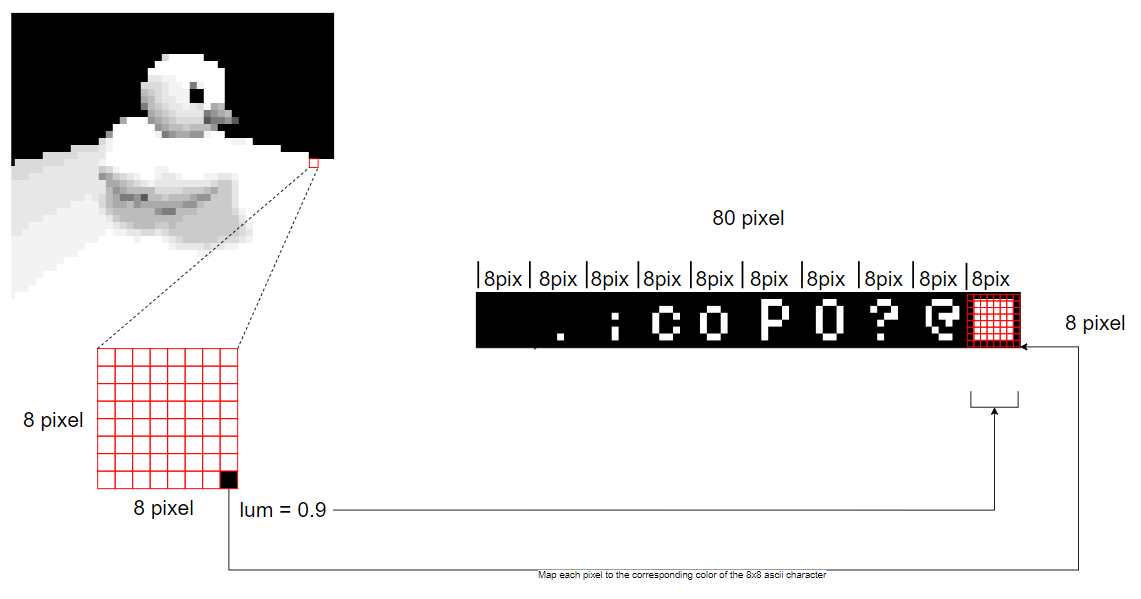 80 pixel
8pix 8pix 8pix 8pix 8pix 8pix 8pix 8pix 8pix 8pix
. i c o P 0 ? @
8 pixel
8 pixel
8 pixel
lum = 0.9
Map each pixel to the corresponding color of the 8x8 ascii character